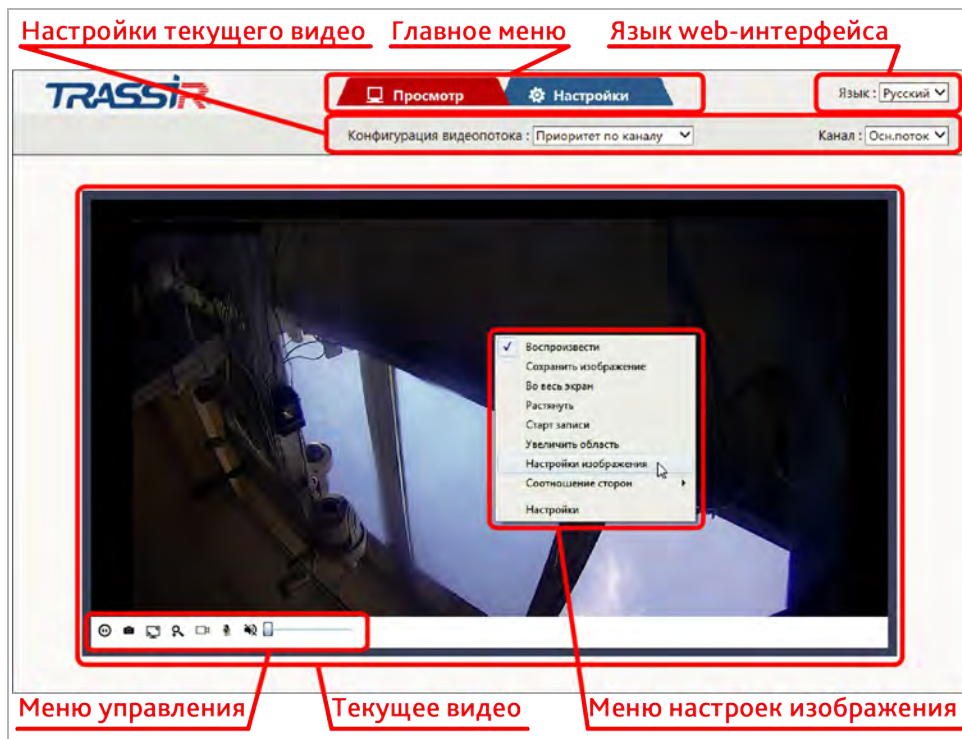 Настройки текущего видео Главное меню Язык web-интерфейса
TRASSIR Просмотр Настройки Язык : Русский
Конфигурация видеопотока : Приоритет по каналу Канал : Осн.поток
Воспроизвести
Сохранить изображение
Во весь экран
Растянуть
Старт записи
Увеличить область
Настройки изображения
Соотношение сторон
Настройки
Меню управления Текущее видео Меню настроек изображения